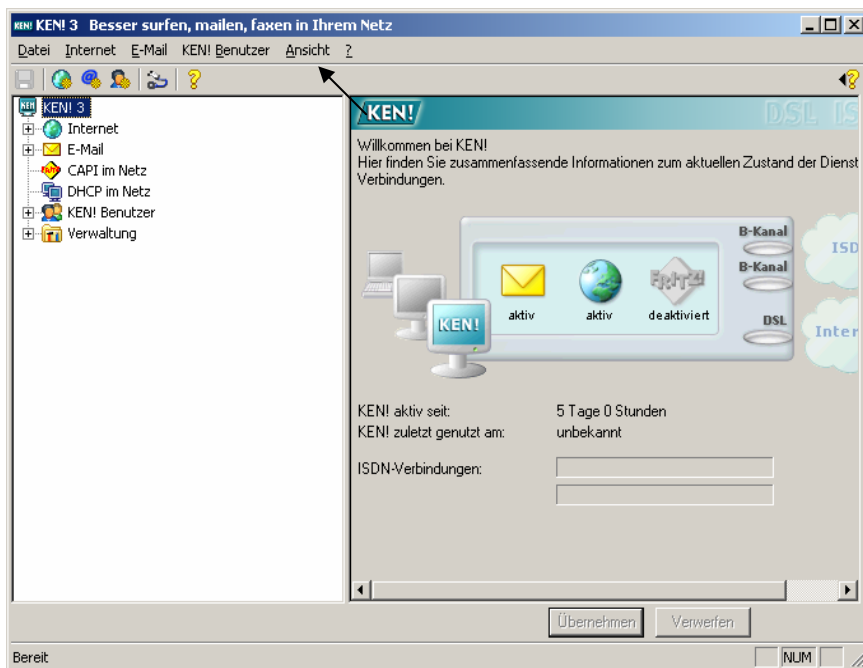 KEN! KEN! 3 Besser surfen, mailen, faxen in Ihrem Netz
Datei Internet E-Mail KEN! Benutzer Ansicht ?
KEN! 3
Internet
E-Mail
CAPI im Netz
DHCP im Netz
KEN! Benutzer
Verwaltung
KEN! DSL IS
Willkommen bei KEN!
Hier finden Sie zusammenfassende Informationen zum aktuellen Zustand der Dienst
Verbindungen.
B-Kanal
ISD
B-Kanal
FRITZ!
KEN!
aktiv aktiv deaktiviert
DSL
Inter
KEN! aktiv seit: 5 Tage 0 Stunden
KEN! zuletzt genutzt am: unbekannt
ISDN-Verbindungen:
Übernehmen Verwerfen
Bereit NUM